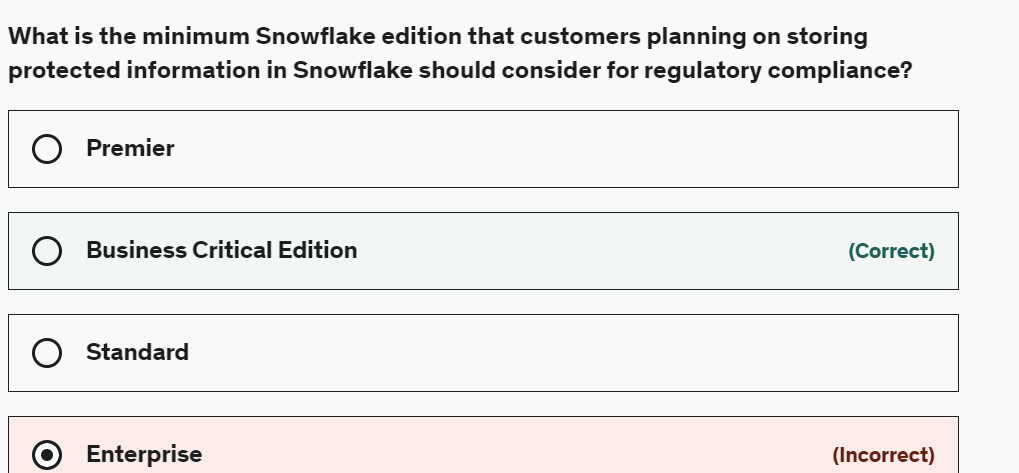 What is the minimum Snowflake edition that customers planning on storing
protected information in Snowflake should consider for regulatory compliance?
Premier
Business Critical Edition (Correct)
Standard
Enterprise (Incorrect)